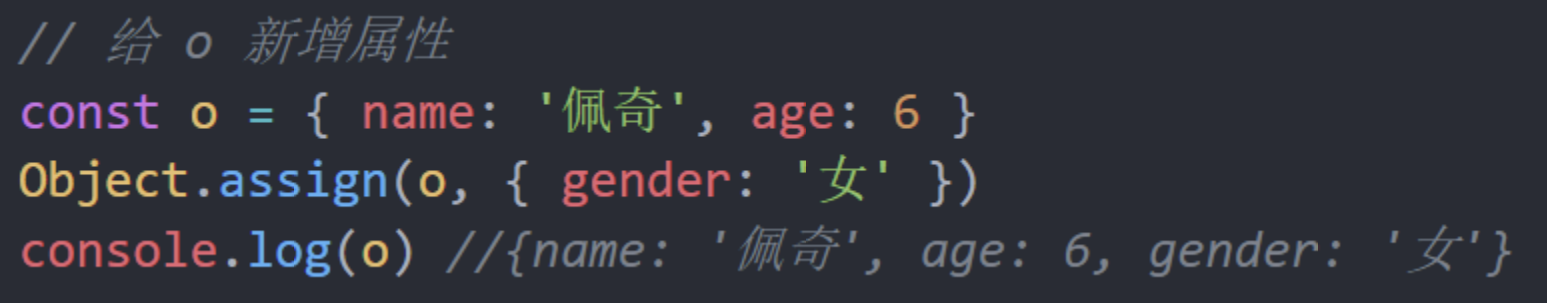 // 给 o 新增属性
const o = { name: '佩奇', age: 6 }
Object.assign(o, { gender: '女' })
console.log(o) //{name: '佩奇', age: 6, gender: '女'}